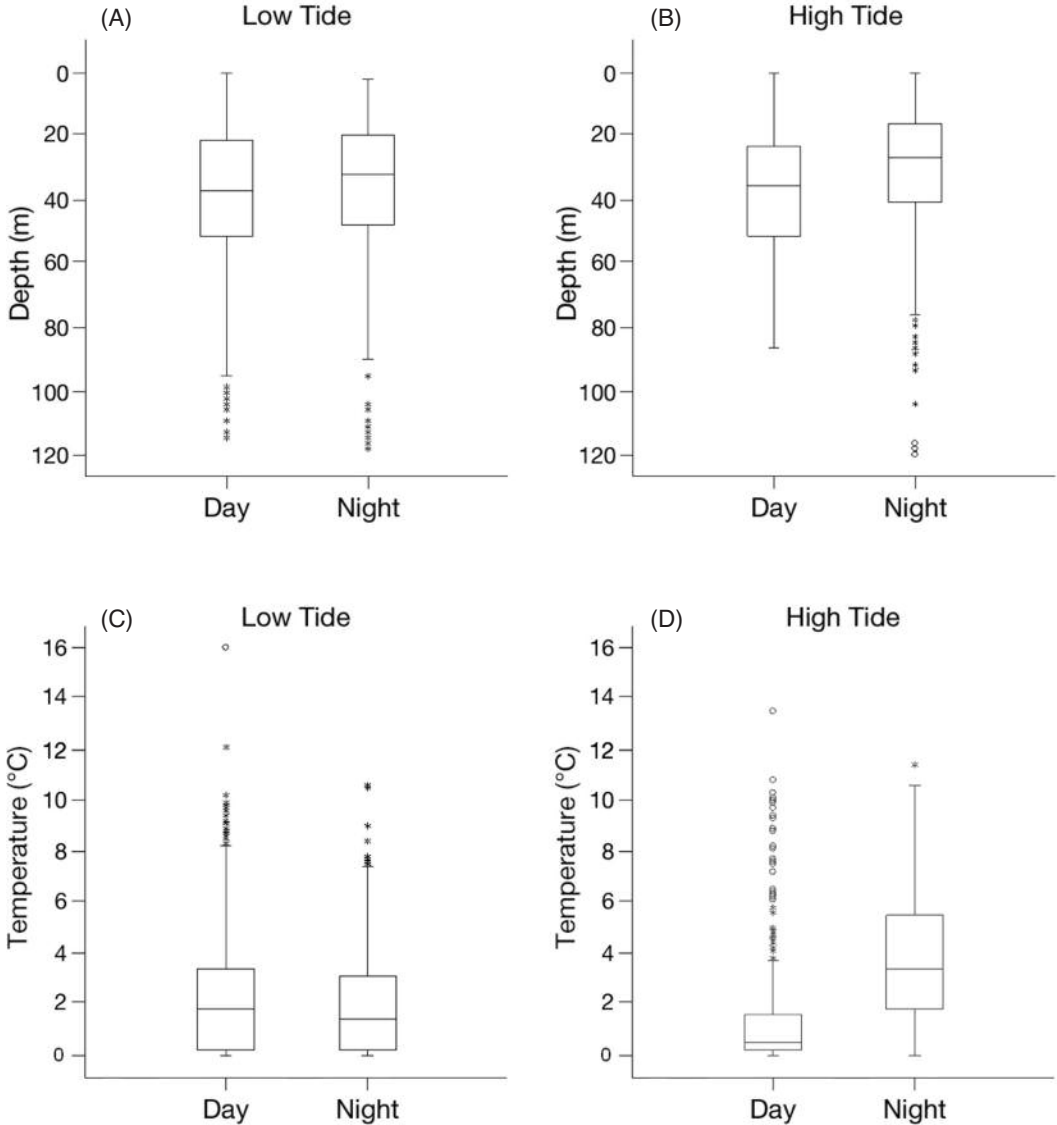 (A) Low Tide
0
20
40
60
80
100
120
Depth (m)
Day Night
(B) High Tide
0
20
40
60
80
100
120
Depth (m)
Day Night
(C) Low Tide
16
14
12
10
8
6
4
2
0
Temperature (°C)
Day Night
(D) High Tide
16
14
12
10
8
6
4
2
0
Temperature (°C)
Day Night